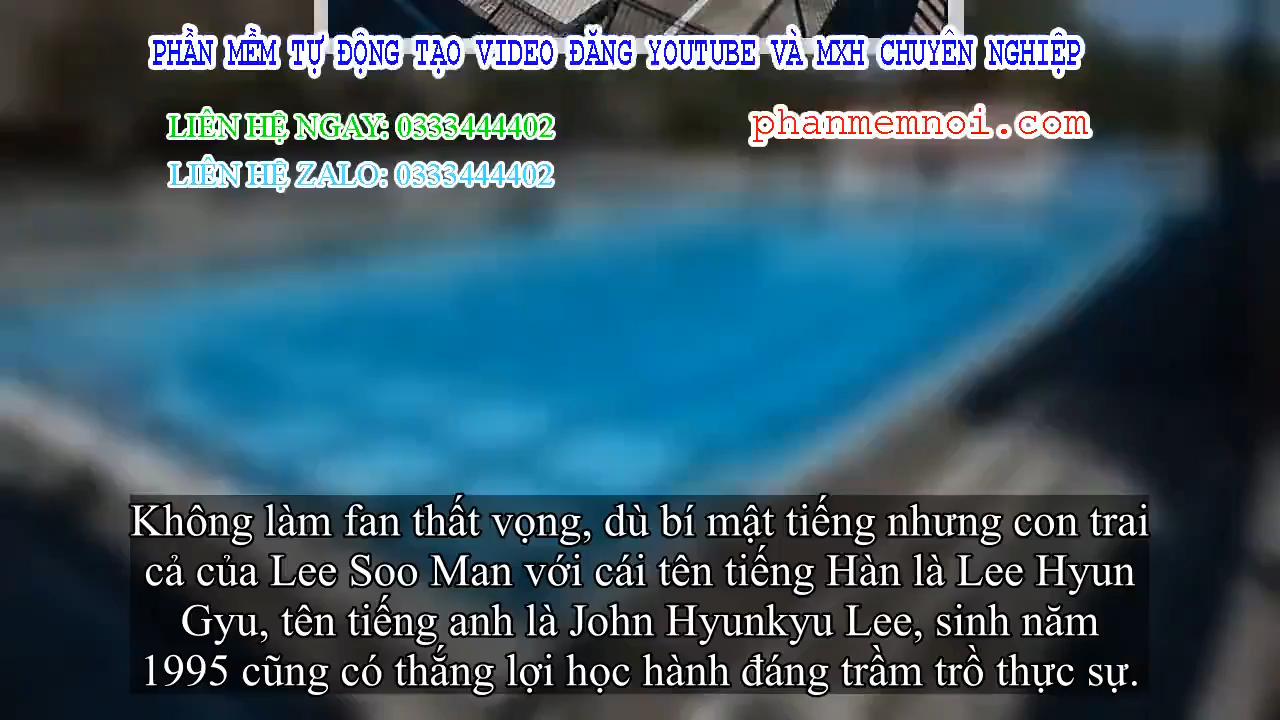 PHẦN MỀM TỰ ĐỘNG TẠO VIDEO ĐĂNG YOUTUBE VÀ MXH CHUYÊN NGHIỆP
LIÊN HỆ NGAY: 0333444402
phanmemnoi.com
LIÊN HỆ ZALO: 0333444402
Không làm fan thất vọng, dù bí mật tiếng nhưng con trai
cả của Lee Soo Man với cái tên tiếng Hàn là Lee Hyun
Gyu, tên tiếng anh là John Hyunkyu Lee, sinh năm
1995 cũng có thắng lợi học hành đáng trầm trồ thực sự.